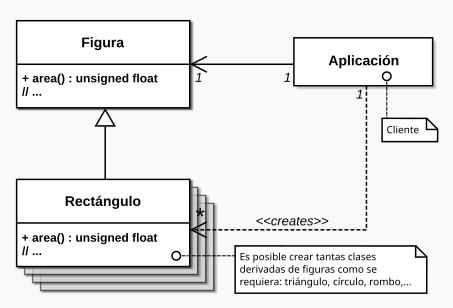 Figura
+ area() : unsigned float
// ...
1
1
Aplicación
1
Cliente
Rectángulo
+ area() : unsigned float
// ...
*
<<creates>>
Es posible crear tantas clases
derivadas de figuras como se
requiera: triángulo, círculo, rombo,...